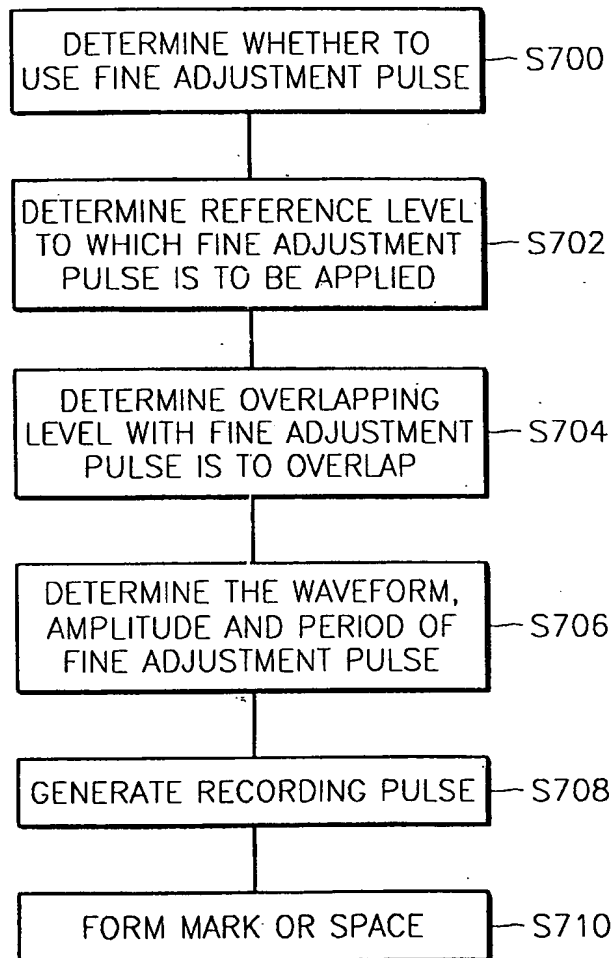 DETERMINE WHETHER TO
USE FINE ADJUSTMENT PULSE
S700
DETERMINE REFERENCE LEVEL
TO WHICH FINE ADJUSTMENT
PULSE IS TO BE APPLIED
S702
DETERMINE OVERLAPPING
LEVEL WITH FINE ADJUSTMENT
PULSE IS TO OVERLAP
S704
DETERMINE THE WAVEFORM,
AMPLITUDE AND PERIOD OF
FINE ADJUSTMENT PULSE
S706
GENERATE RECORDING PULSE
S708
FORM MARK OR SPACE
S710